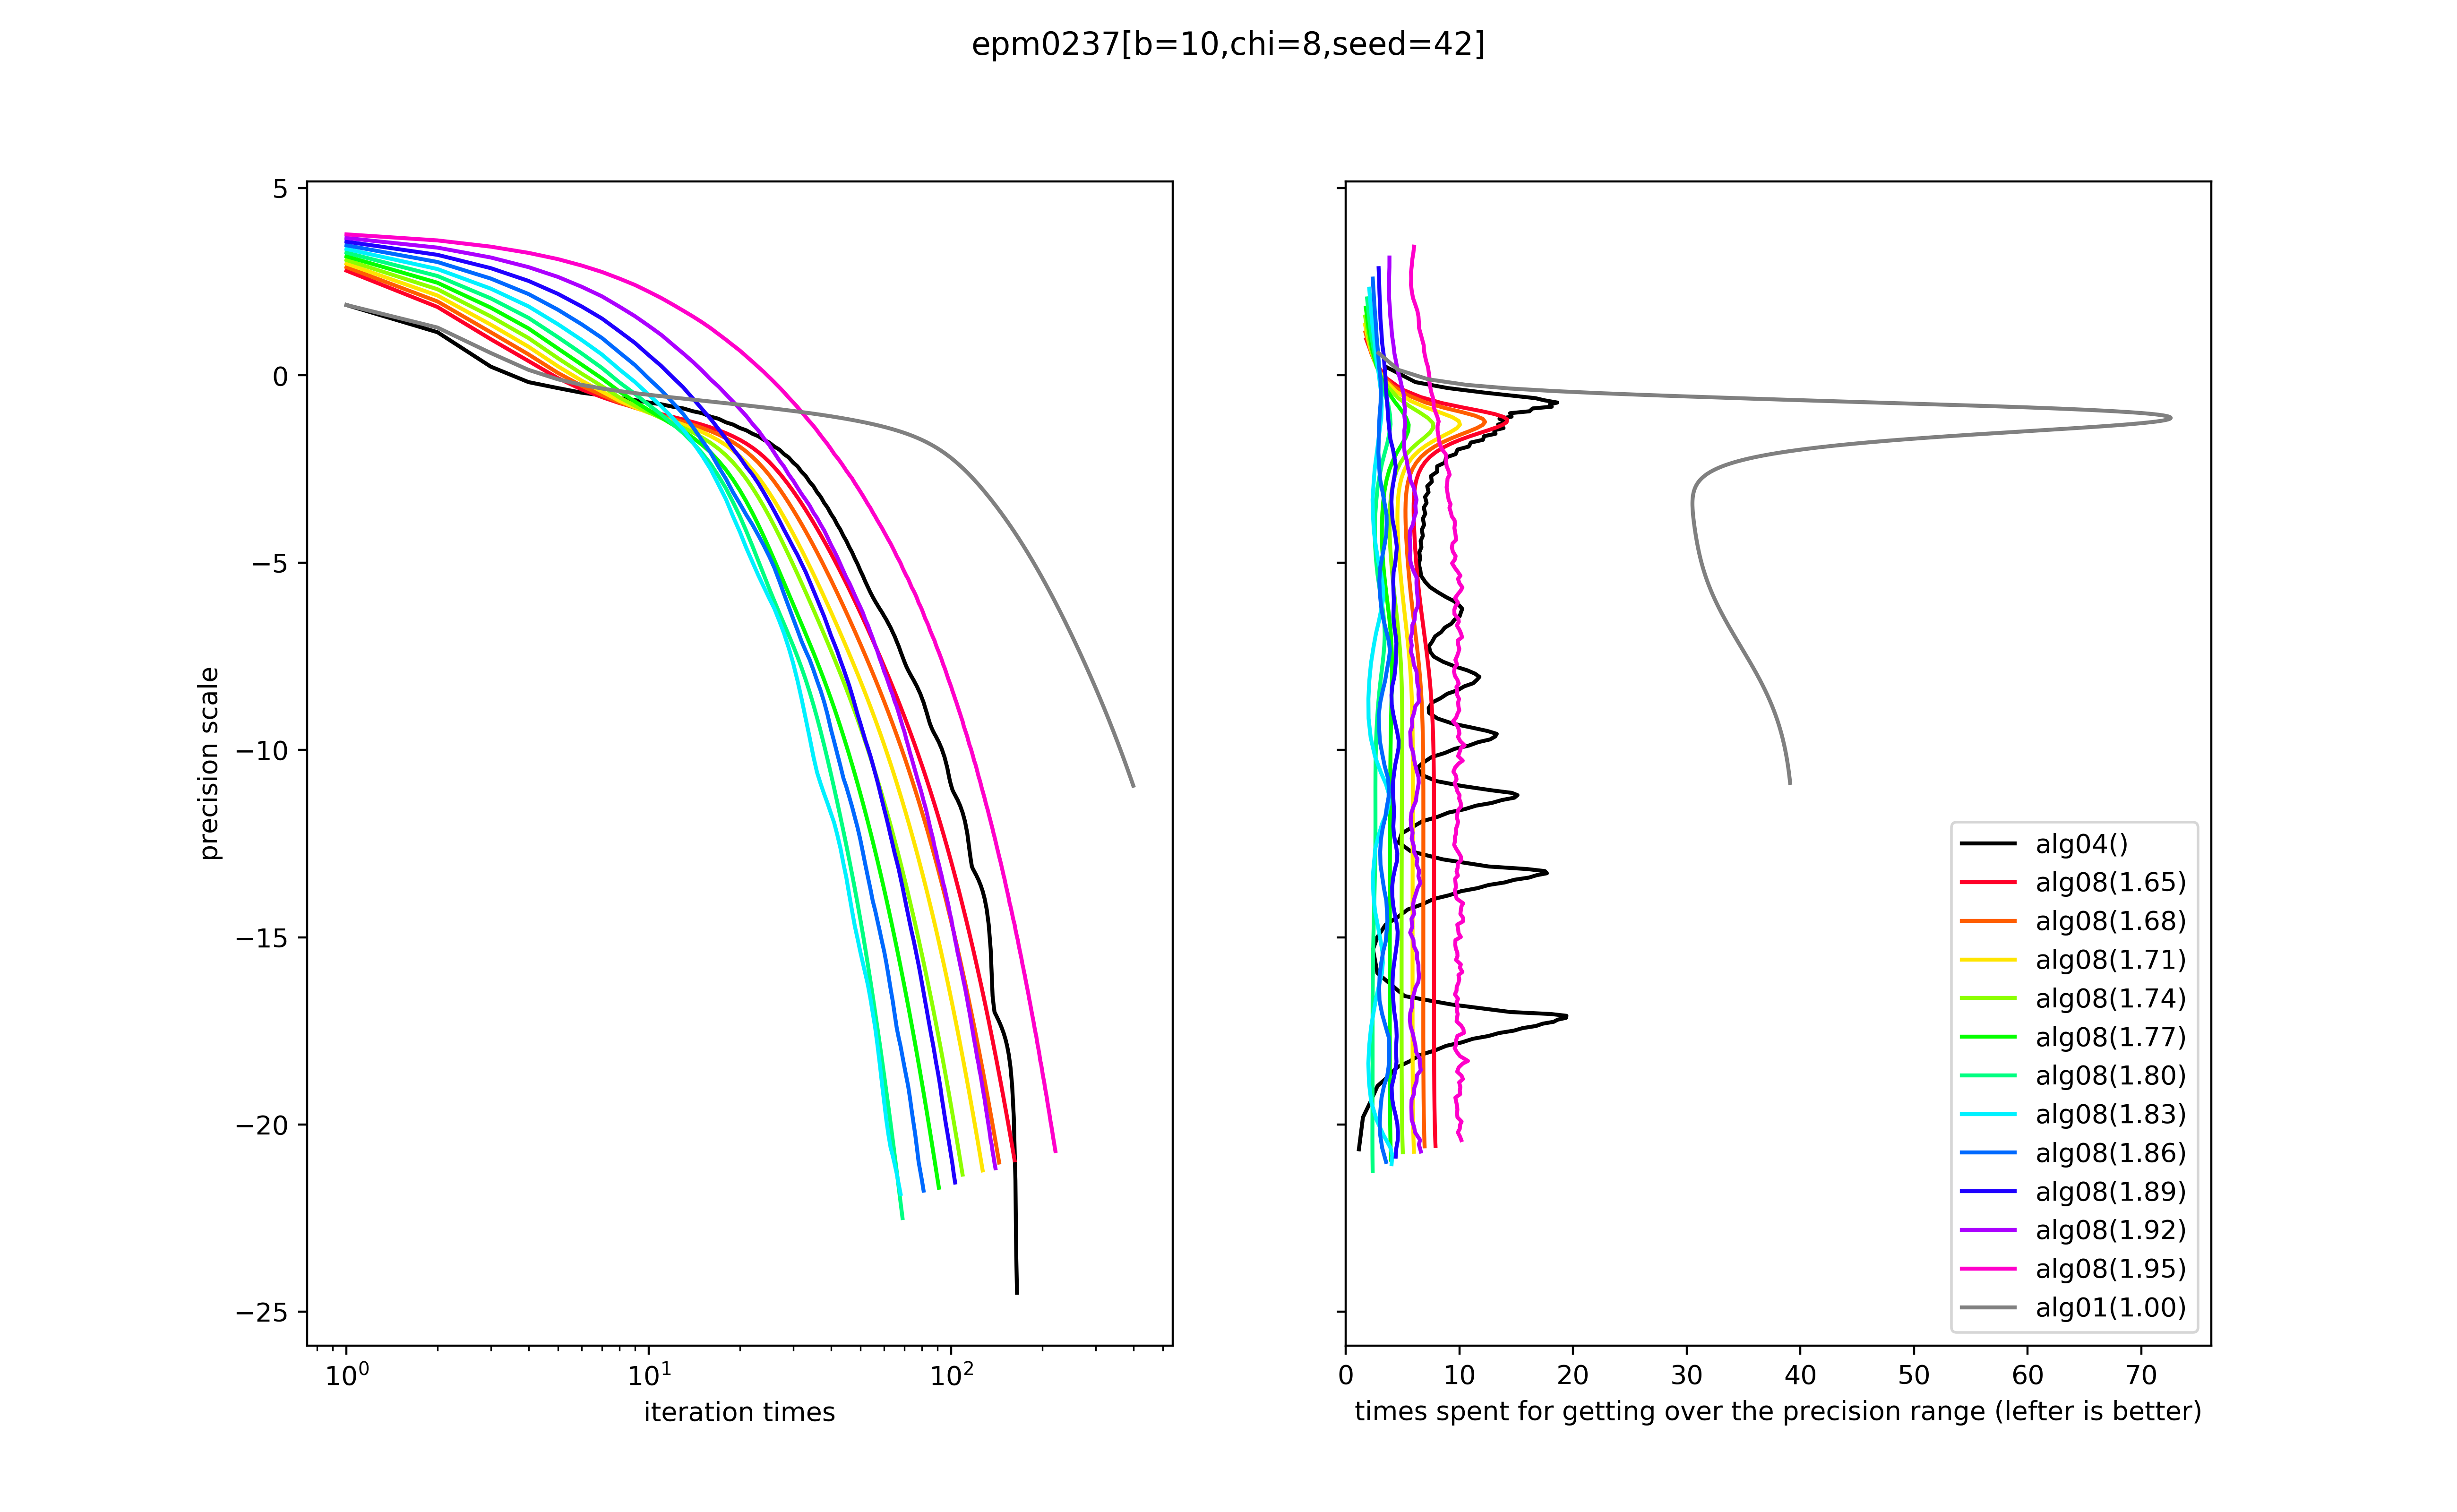 epm0237[b=10,chi=8,seed=42]
5
0
−5
−10
−15
−20
−25
precision scale
10⁰
10¹
10²
iteration times
0
10
20
30
40
50
60
70
times spent for getting over the precision range (lefter is better)
alg04()
alg08(1.65)
alg08(1.68)
alg08(1.71)
alg08(1.74)
alg08(1.77)
alg08(1.80)
alg08(1.83)
alg08(1.86)
alg08(1.89)
alg08(1.92)
alg08(1.95)
alg01(1.00)